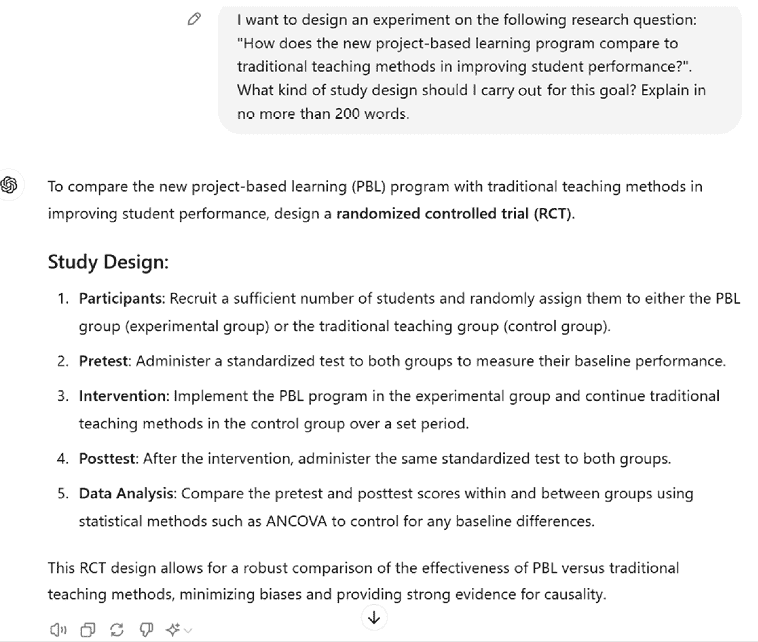 I want to design an experiment on the following research question:
"How does the new project-based learning program compare to
traditional teaching methods in improving student performance?".
What kind of study design should I carry out for this goal? Explain in
no more than 200 words.
To compare the new project-based learning (PBL) program with traditional teaching methods in
improving student performance, design a randomized controlled trial (RCT).
Study Design:
1. Participants: Recruit a sufficient number of students and randomly assign them to either the PBL
group (experimental group) or the traditional teaching group (control group).
2. Pretest: Administer a standardized test to both groups to measure their baseline performance.
3. Intervention: Implement the PBL program in the experimental group and continue traditional
teaching methods in the control group over a set period.
4. Posttest: After the intervention, administer the same standardized test to both groups.
5. Data Analysis: Compare the pretest and posttest scores within and between groups using
statistical methods such as ANCOVA to control for any baseline differences.
This RCT design allows for a robust comparison of the effectiveness of PBL versus traditional
teaching methods, minimizing biases and providing strong evidence for causality.